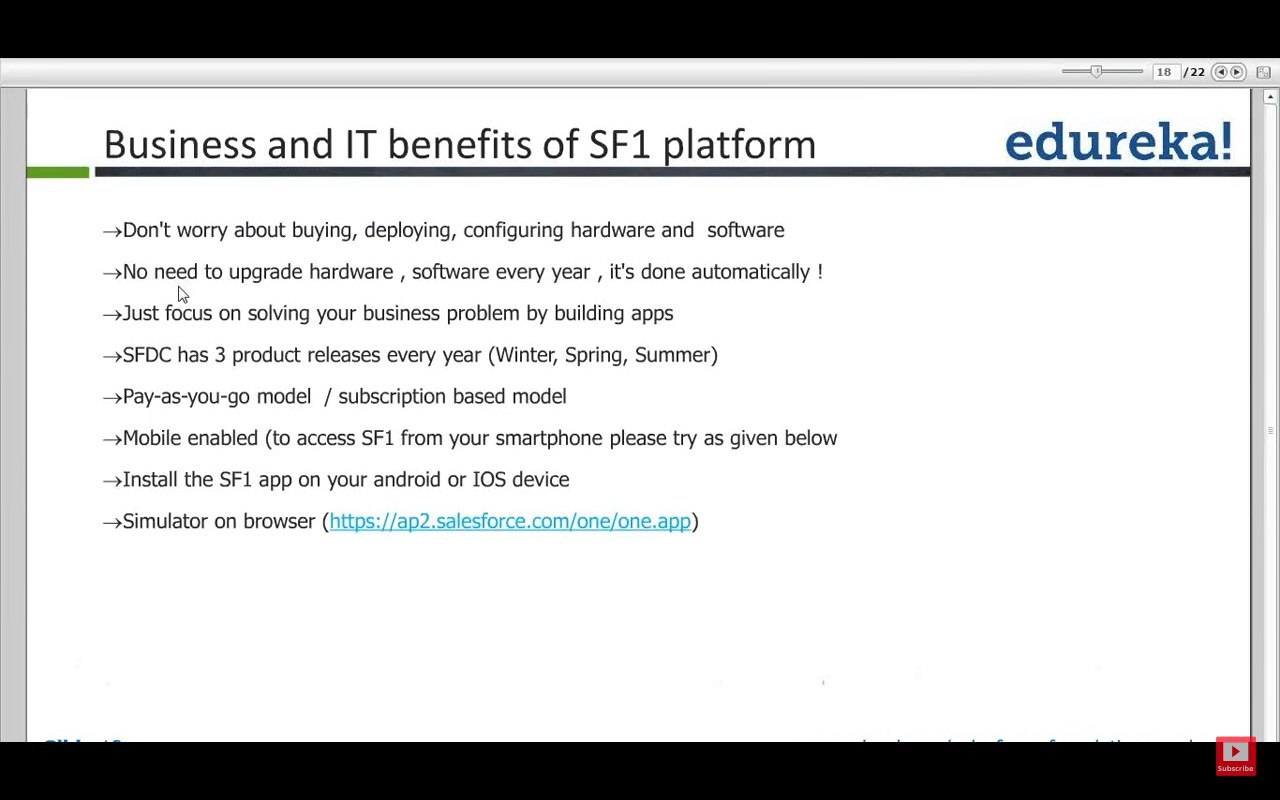 18 /22
Business and IT benefits of SF1 platform
edureka!
→Don't worry about buying, deploying, configuring hardware and  software
→No need to upgrade hardware , software every year , it's done automatically !
→Just focus on solving your business problem by building apps
→SFDC has 3 product releases every year (Winter, Spring, Summer)
→Pay-as-you-go model  / subscription based model
→Mobile enabled (to access SF1 from your smartphone please try as given below
→Install the SF1 app on your android or IOS device
→Simulator on browser (https://ap2.salesforce.com/one/one.app)
Subscribe